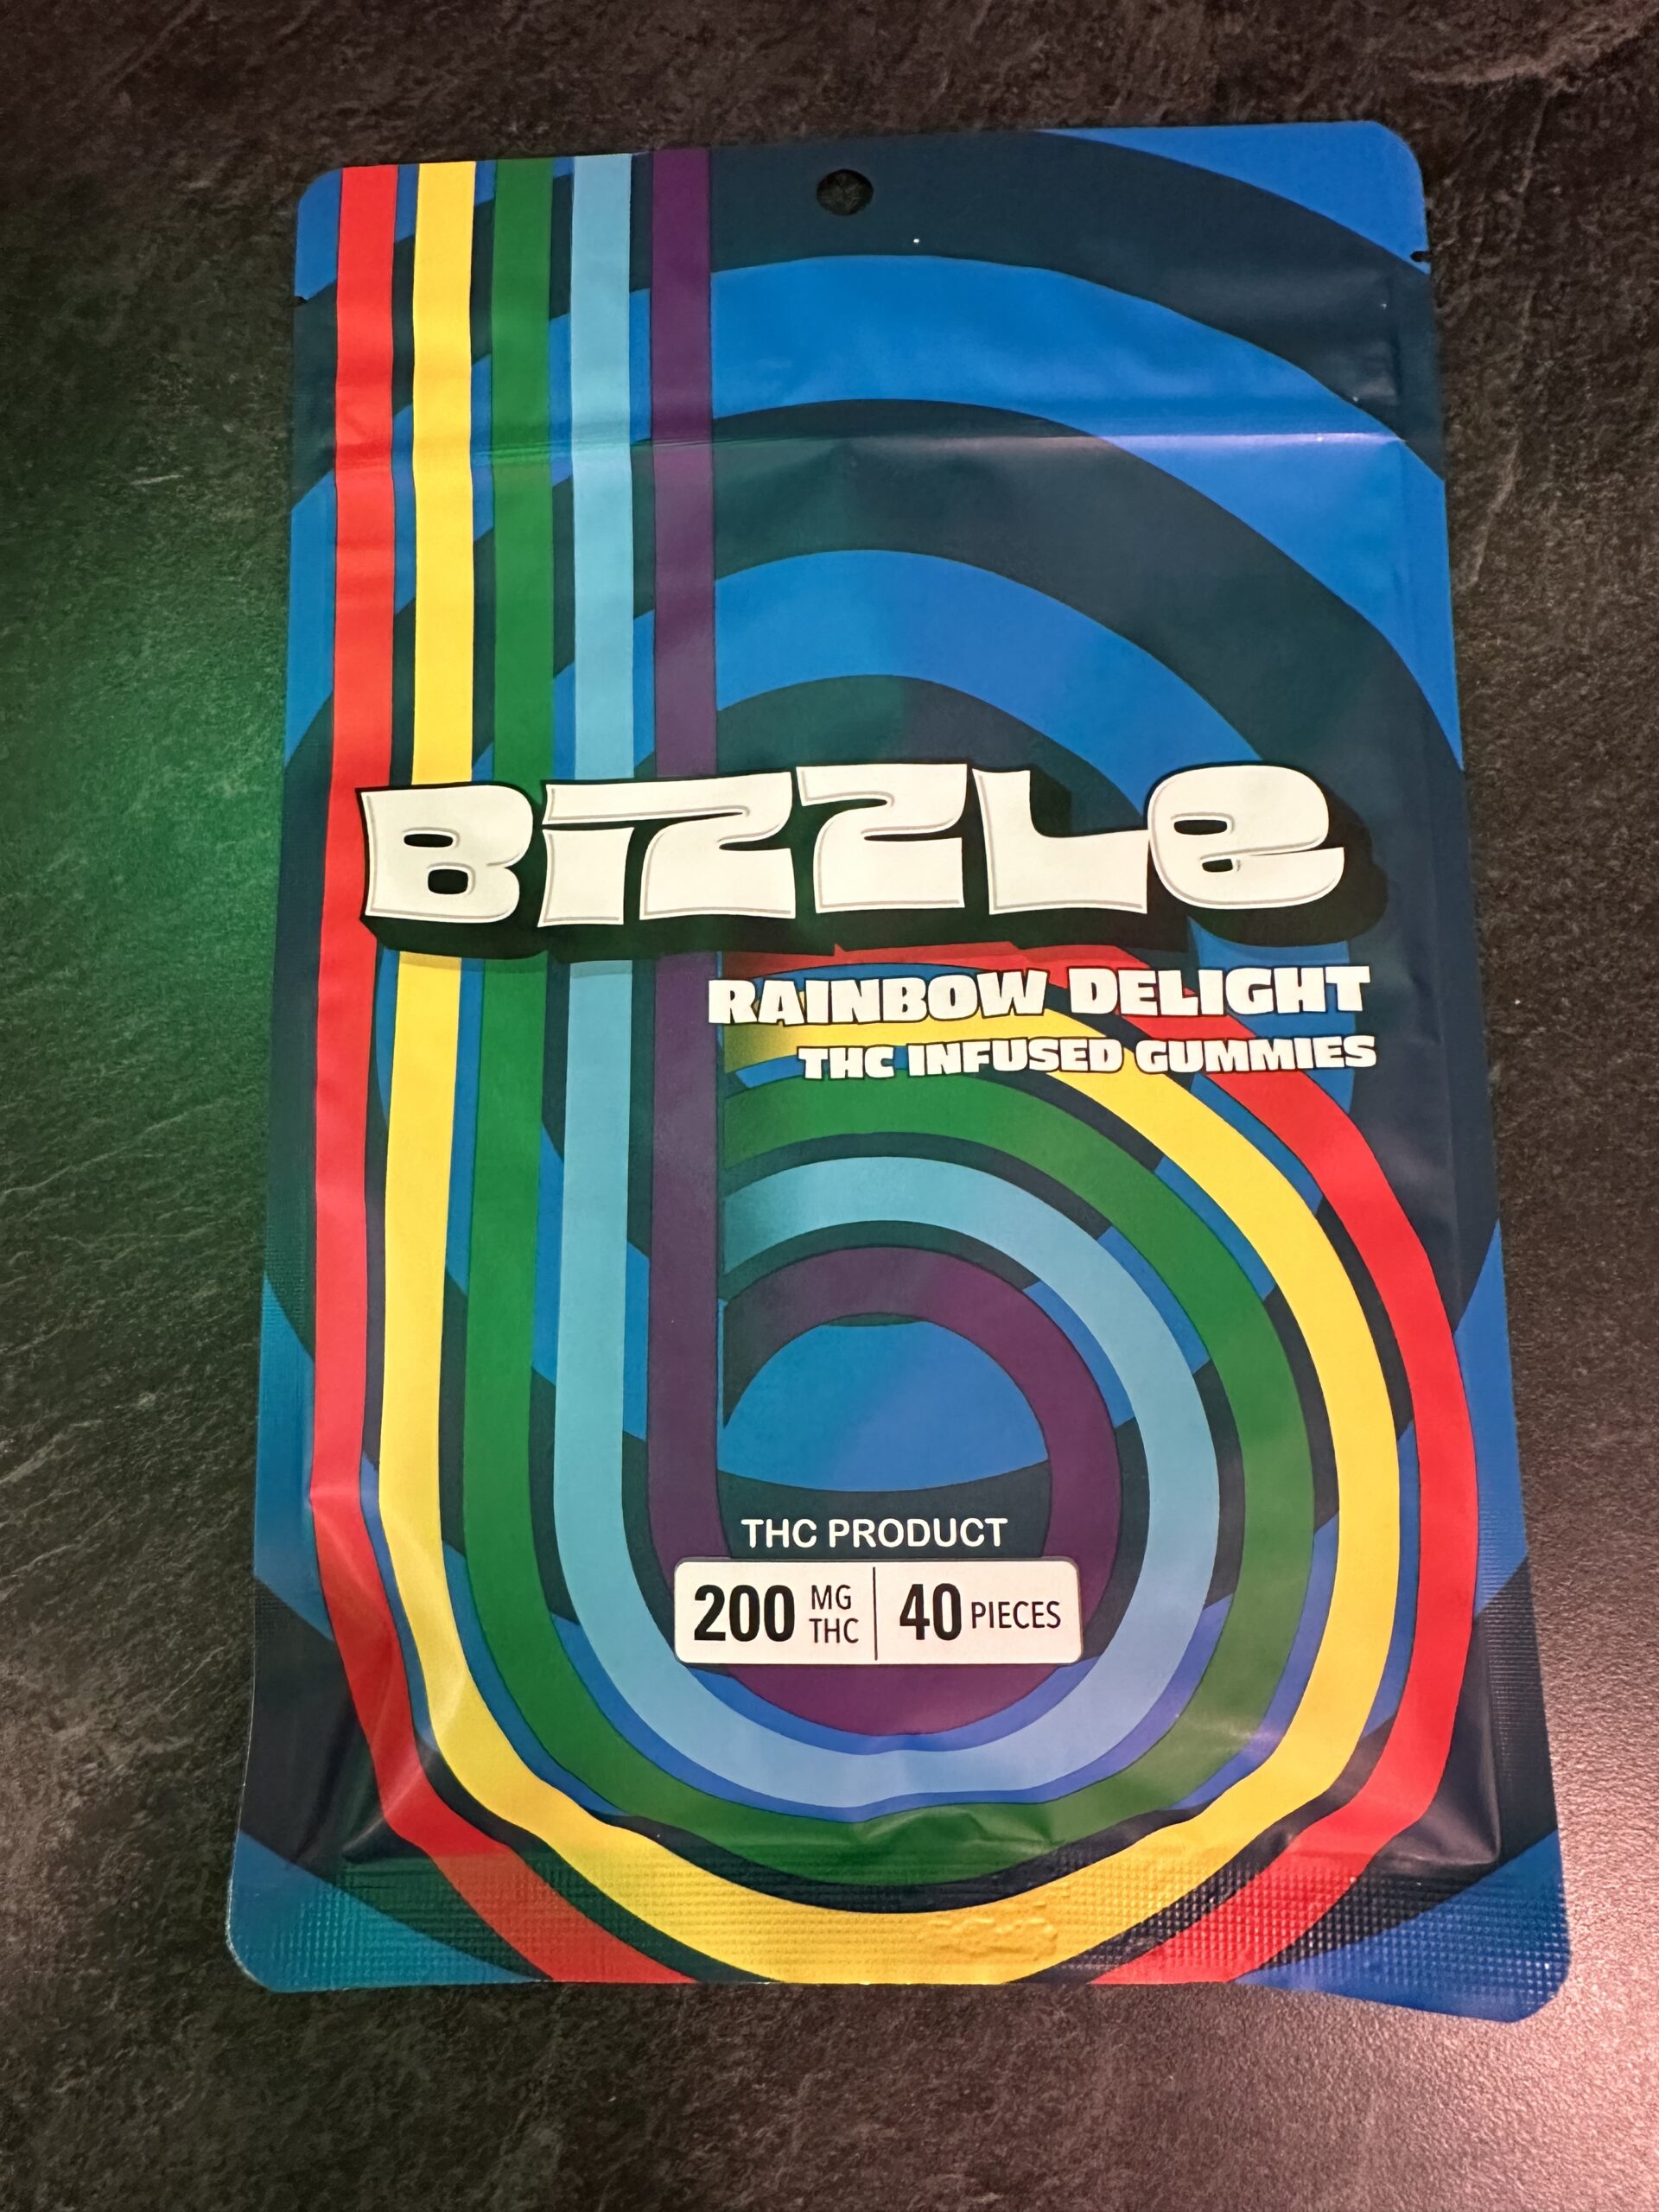 Bizzle
RAINBOW DELIGHT
THC INFUSED GUMMIES
THC PRODUCT
200 MG THC | 40 PIECES